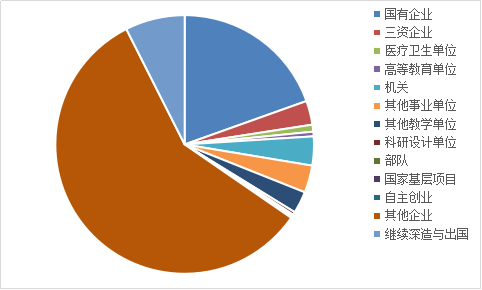 国有企业
三资企业
医疗卫生单位
高等教育单位
机关
其他事业单位
其他教学单位
科研设计单位
部队
国家基层项目
自主创业
其他企业
继续深造与出国